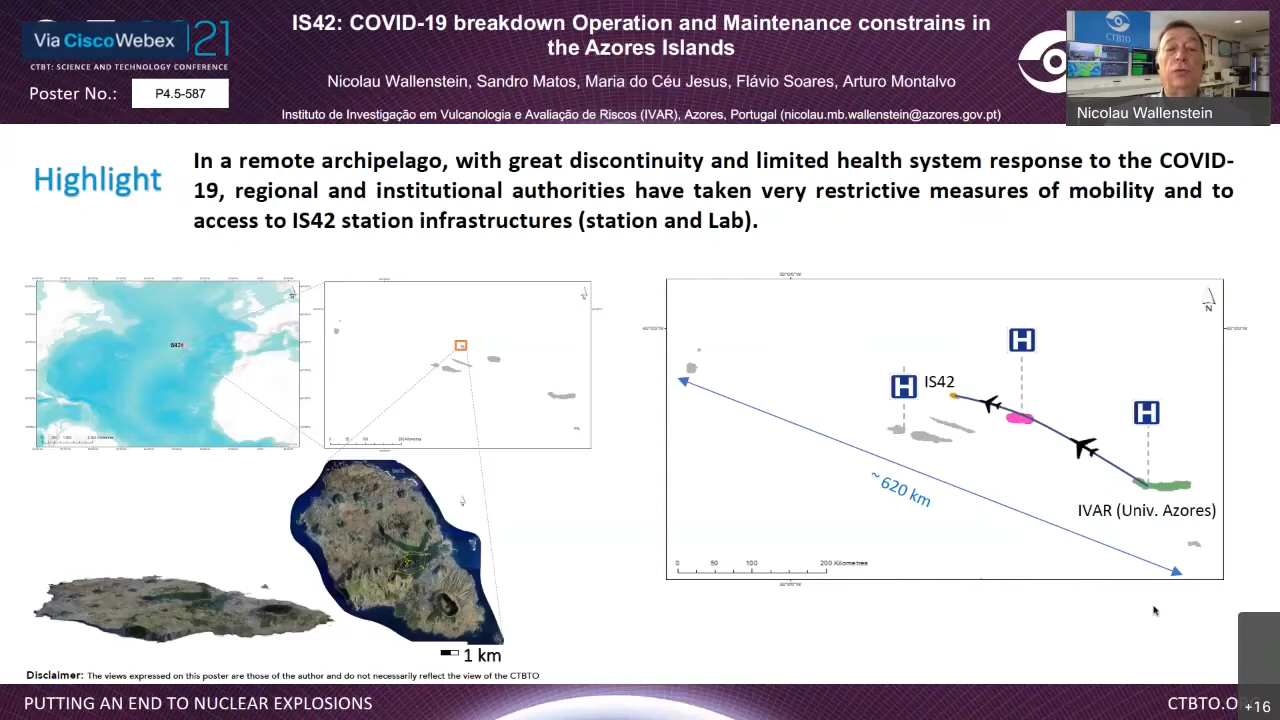 Via Cisco Webex
21
CTBT: SCIENCE AND TECHNOLOGY CONFERENCE
Poster No.:
P4.5-587
IS42: COVID-19 breakdown Operation and Maintenance constrains in
the Azores Islands
Nicolau Wallenstein, Sandro Matos, Maria do Céu Jesus, Flávio Soares, Arturo Montalvo
Instituto de Investigação em Vulcanologia e Avaliação de Riscos (IVAR), Azores, Portugal (nicolau.mb.wallenstein@azores.gov.pt)
CTBTO
Nicolau Wallenstein
Highlight
In a remote archipelago, with great discontinuity and limited health system response to the COVID-
19, regional and institutional authorities have taken very restrictive measures of mobility and to
access to IS42 station infrastructures (station and Lab).
IS42
N
H
H
IS42
H
~ 620 km
IVAR (Univ. Azores)
0 50 100 200 Kilometres
1 km
Disclaimer: The views expressed on this poster are those of the author and do not necessarily reflect the view of the CTBTO
PUTTING AN END TO NUCLEAR EXPLOSIONS
CTBTO.O
+16